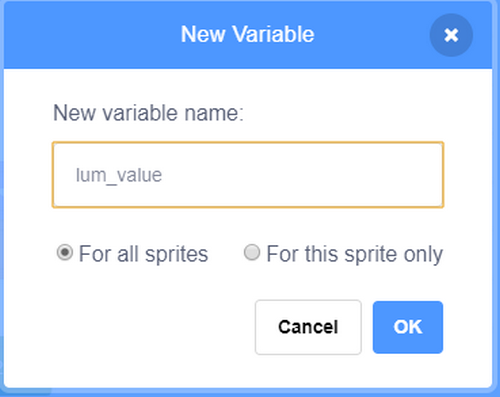 New Variable
New variable name:
lum_value
For all sprites For this sprite only
Cancel OK